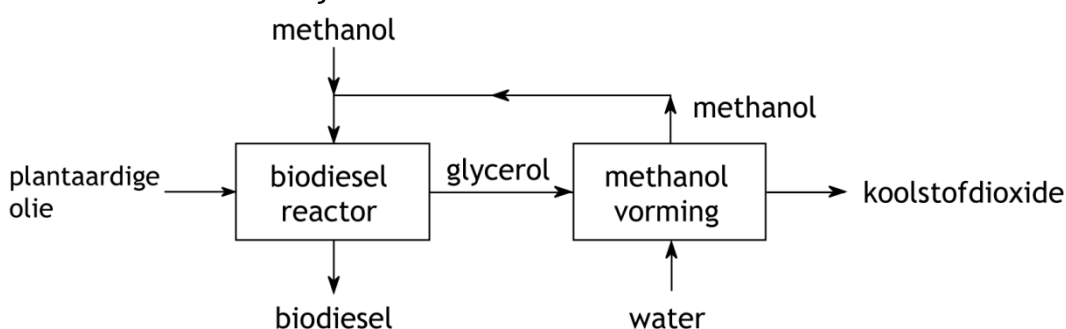 methanol
methanol
plantaardige
olie
biodiesel
reactor
glycerol
methanol
vorming
koolstofdioxide
biodiesel
water